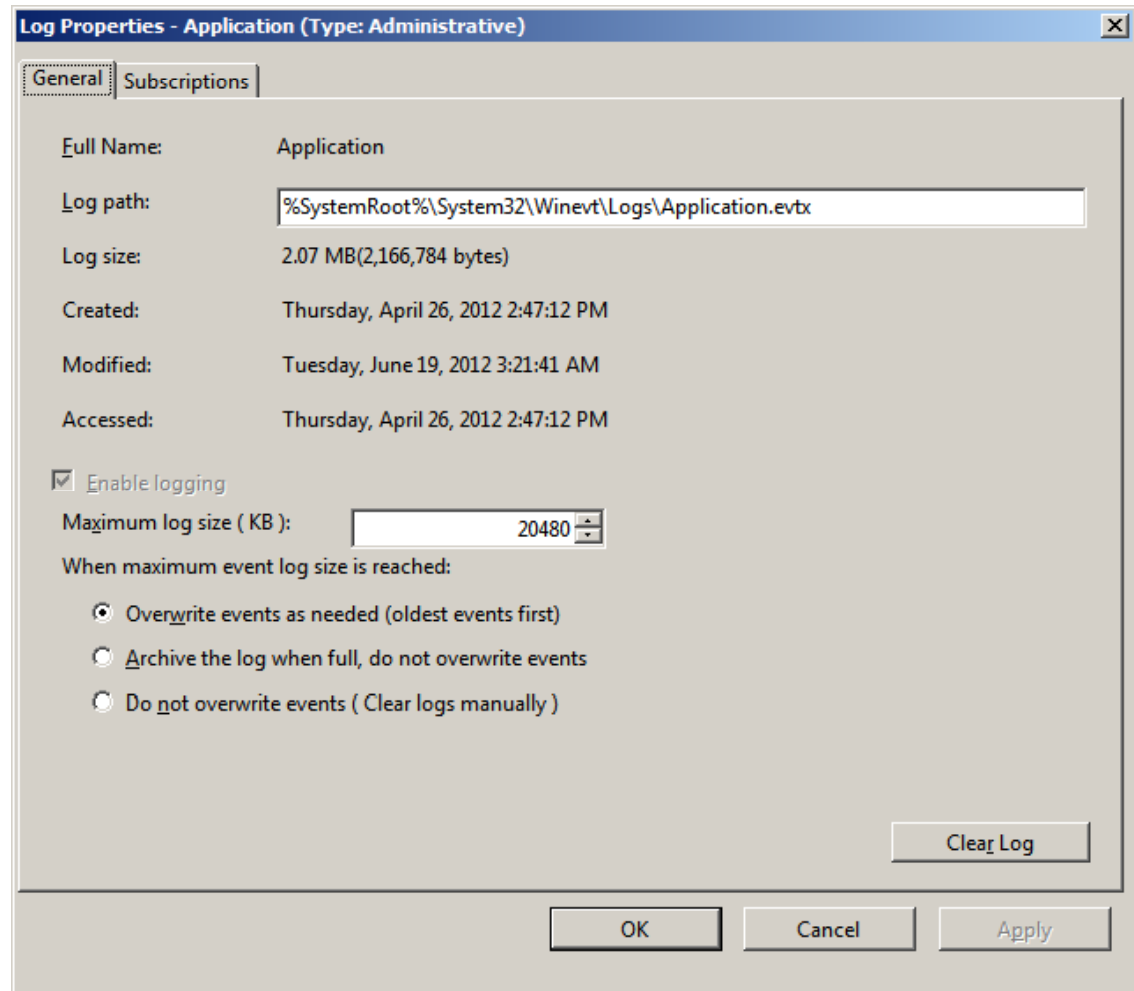 Log Properties - Application (Type: Administrative)
General Subscriptions
Full Name: Application
Log path: %SystemRoot%\System32\Winevt\Logs\Application.evtx
Log size: 2.07 MB(2,166,784 bytes)
Created: Thursday, April 26, 2012 2:47:12 PM
Modified: Tuesday, June 19, 2012 3:21:41 AM
Accessed: Thursday, April 26, 2012 2:47:12 PM
Enable logging
Maximum log size ( KB ): 20480
When maximum event log size is reached:
Overwrite events as needed (oldest events first)
Archive the log when full, do not overwrite events
Do not overwrite events ( Clear logs manually )
Clear Log
OK Cancel Apply